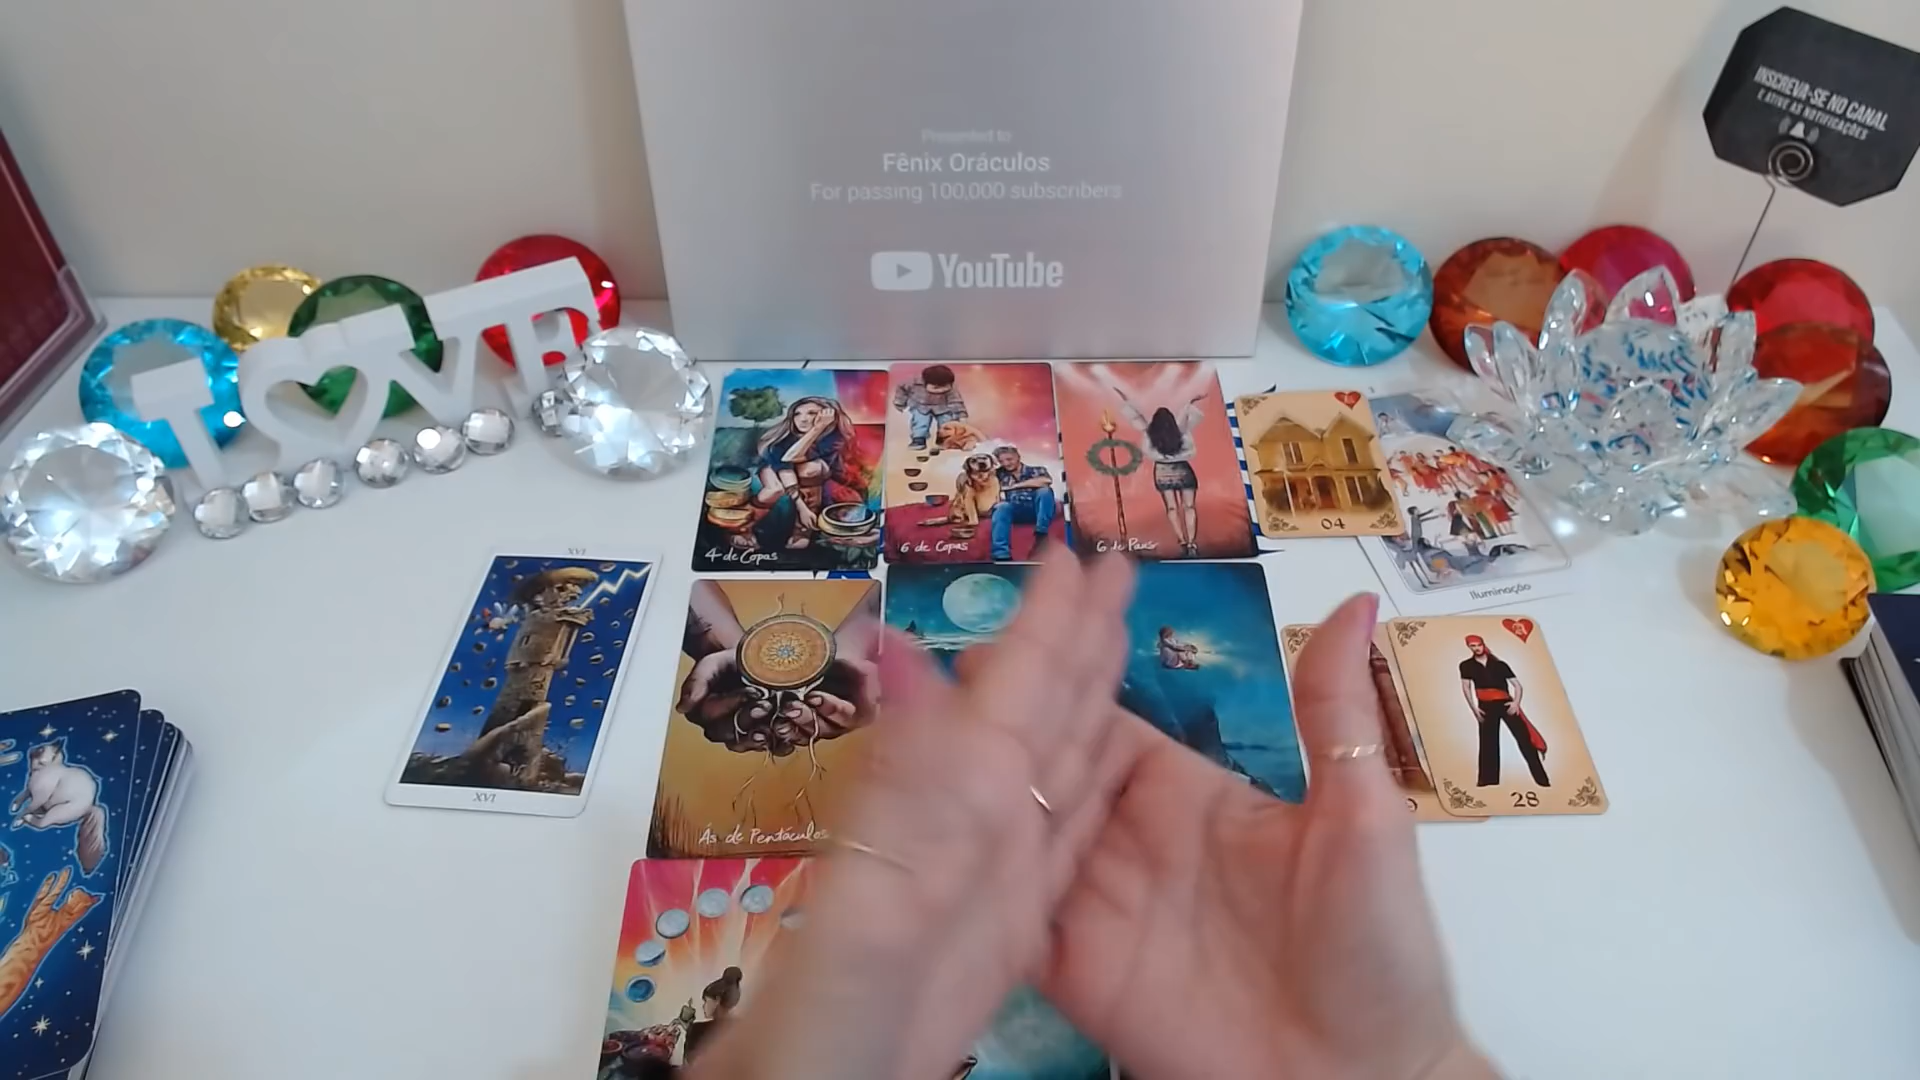 Presented to
Fênix Oráculos
For passing 100,000 subscribers
YouTube
INSCREVA-SE NO CANAL
E ATIVE AS NOTIFICAÇÕES
LOVE
4 de Copas
6 de Copas
6 de Paus
04
Iluminação
XVI
XVI
Ás de Pentáculos
28